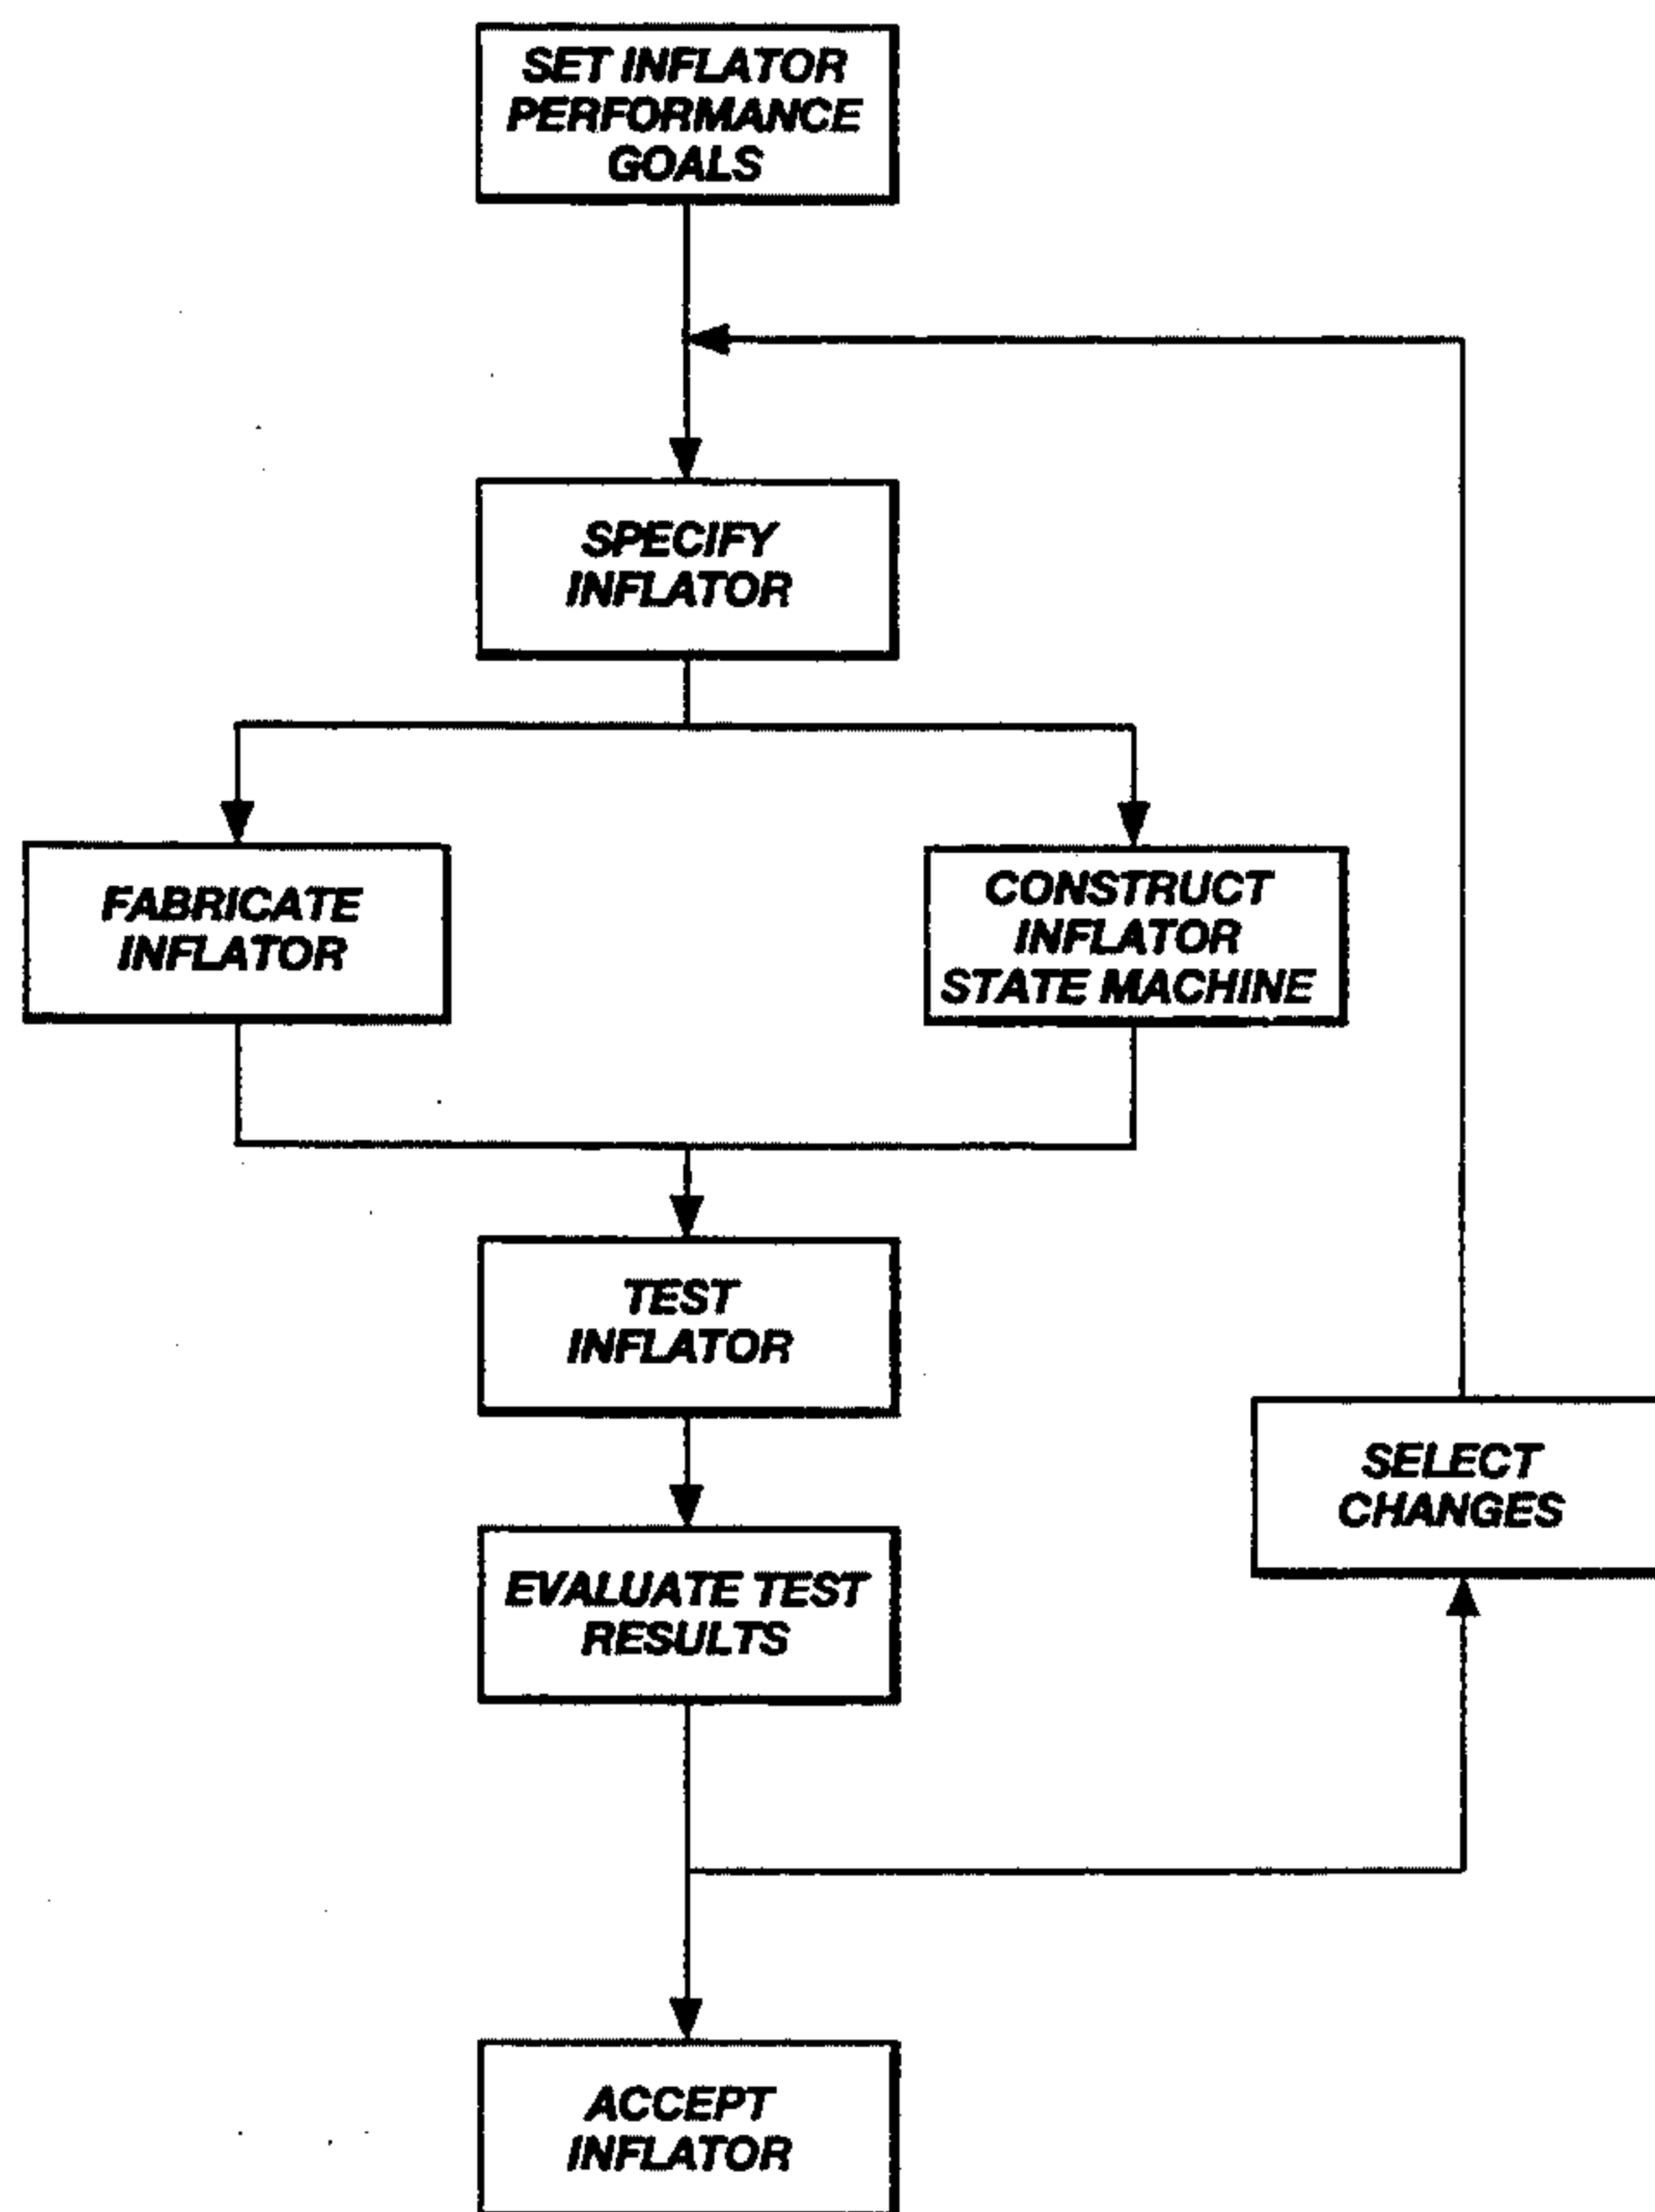 SET INFLATOR
PERFORMANCE
GOALS
SPECIFY
INFLATOR
FABRICATE
INFLATOR
CONSTRUCT
INFLATOR
STATE MACHINE
TEST
INFLATOR
SELECT
CHANGES
EVALUATE TEST
RESULTS
ACCEPT
INFLATOR